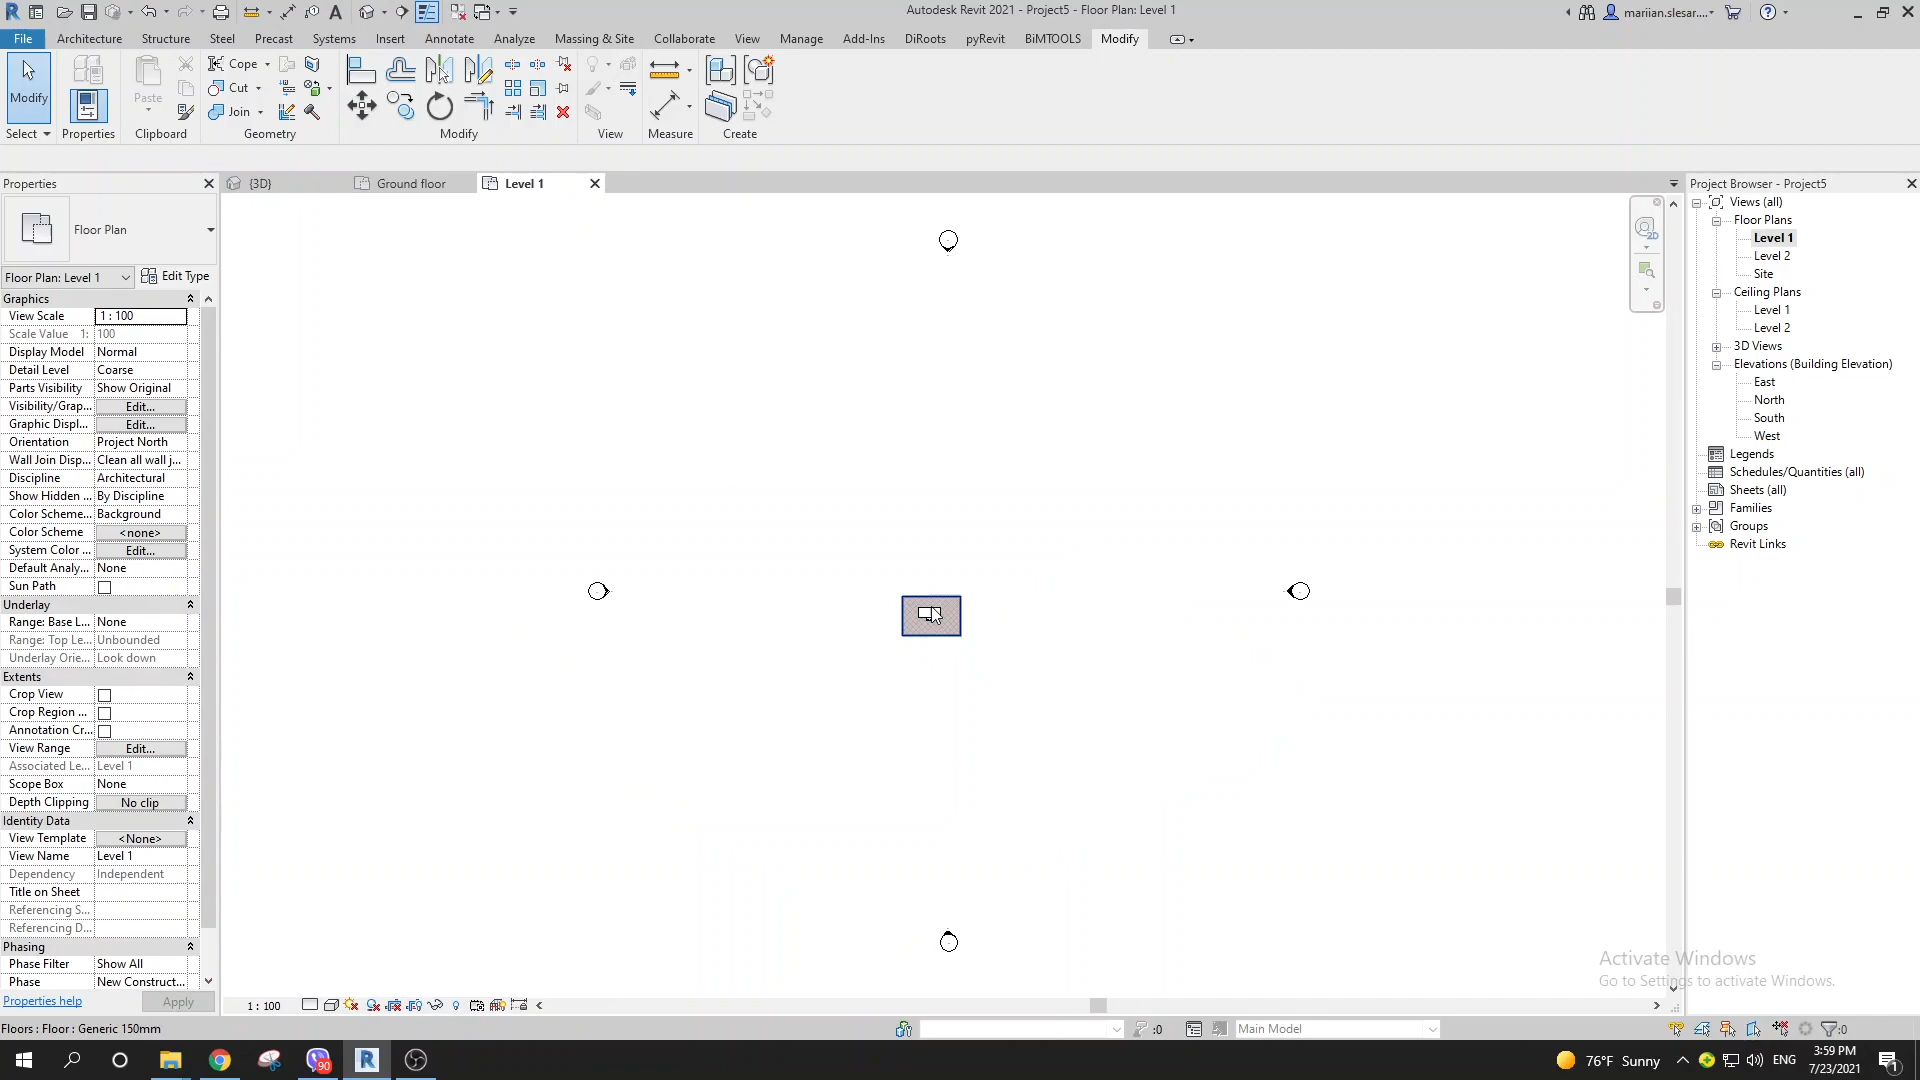 Autodesk Revit 2021 - Project5 - Floor Plan: Level 1
mariian.slesar....
File Architecture Structure Steel Precast Systems Insert Annotate Analyze Massing & Site Collaborate View Manage Add-Ins DiRoots pyRevit BiMTOOLS Modify
Cope
Cut
Join
Modify
Paste
Select Properties Clipboard Geometry Modify View Measure Create
Properties
{3D}
Ground floor
Level 1
Project Browser - Project5
Floor Plan
Floor Plan: Level 1
Edit Type
Graphics
View Scale 1 : 100
Scale Value 1: 100
Display Model Normal
Detail Level Coarse
Parts Visibility Show Original
Visibility/Grap... Edit...
Graphic Displ... Edit...
Orientation Project North
Wall Join Disp... Clean all wall j...
Discipline Architectural
Show Hidden ... By Discipline
Color Scheme... Background
Color Scheme <none>
System Color ... Edit...
Default Analy... None
Sun Path
Underlay
Range: Base L... None
Range: Top Le... Unbounded
Underlay Orie... Look down
Extents
Crop View
Crop Region ...
Annotation Cr...
View Range Edit...
Associated Le... Level 1
Scope Box None
Depth Clipping No clip
Identity Data
View Template <None>
View Name Level 1
Dependency Independent
Title on Sheet
Referencing S...
Referencing D...
Phasing
Phase Filter Show All
Phase New Construct...
Properties help
Apply
2D
Views (all)
Floor Plans
Level 1
Level 2
Site
Ceiling Plans
Level 1
Level 2
3D Views
Elevations (Building Elevation)
East
North
South
West
Legends
Schedules/Quantities (all)
Sheets (all)
Families
Groups
Revit Links
Activate Windows
Go to Settings to activate Windows.
1 : 100
Floors : Floor : Generic 150mm
:0
Main Model
:0
90
76°F Sunny
ENG
3:59 PM
7/23/2021
1